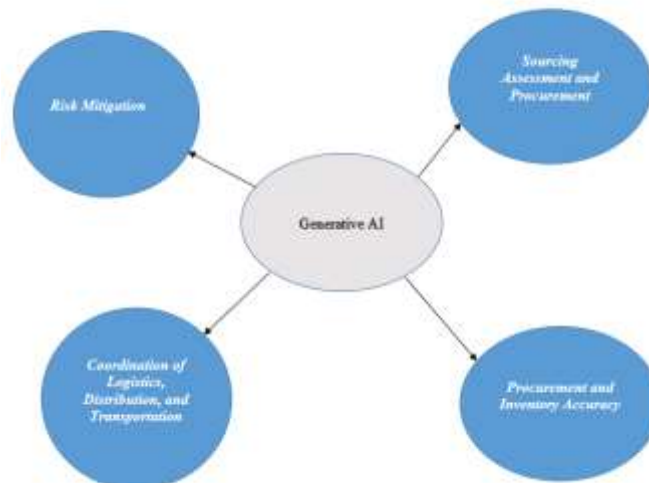 Sourcing
Assessment and
Procurement
Risk Mitigation
Generative AI
Coordination of
Logistics,
Distribution, and
Transportation
Procurement and
Inventory Accuracy